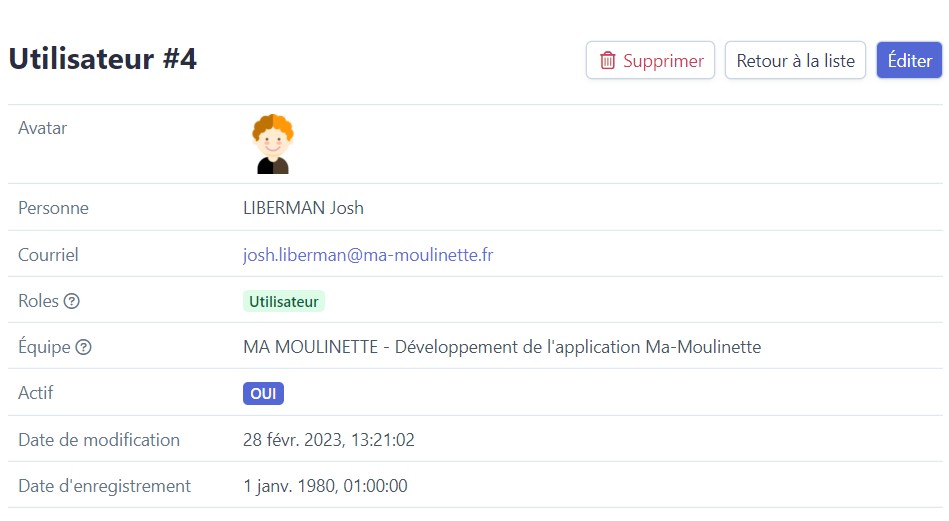 Utilisateur #4
Supprimer
Retour à la liste
Éditer
Avatar
Personne
LIBERMAN Josh
Courriel
josh.liberman@ma-moulinette.fr
Roles
Utilisateur
Équipe
MA MOULINETTE - Développement de l'application Ma-Moulinette
Actif
OUI
Date de modification
28 févr. 2023, 13:21:02
Date d'enregistrement
1 janv. 1980, 01:00:00